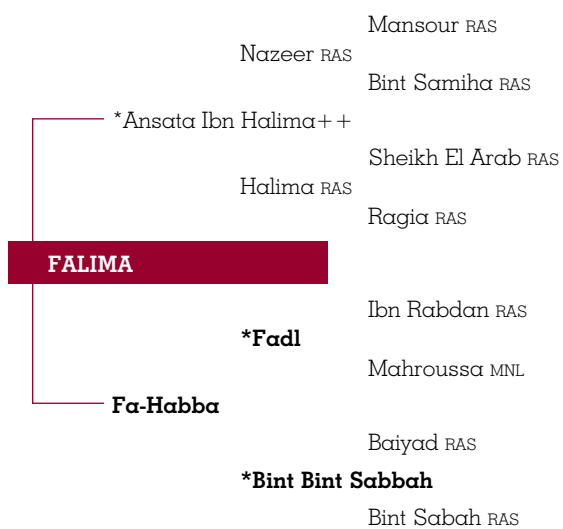 Mansour RAS
Nazeer RAS
Bint Samiha RAS
*Ansata Ibn Halima++
Sheikh El Arab RAS
Halima RAS
Ragia RAS
FALIMA
Ibn Rabdan RAS
*Fadl
Mahroussa MNL
Fa-Habba
Baiyad RAS
*Bint Bint Sabbah
Bint Sabah RAS